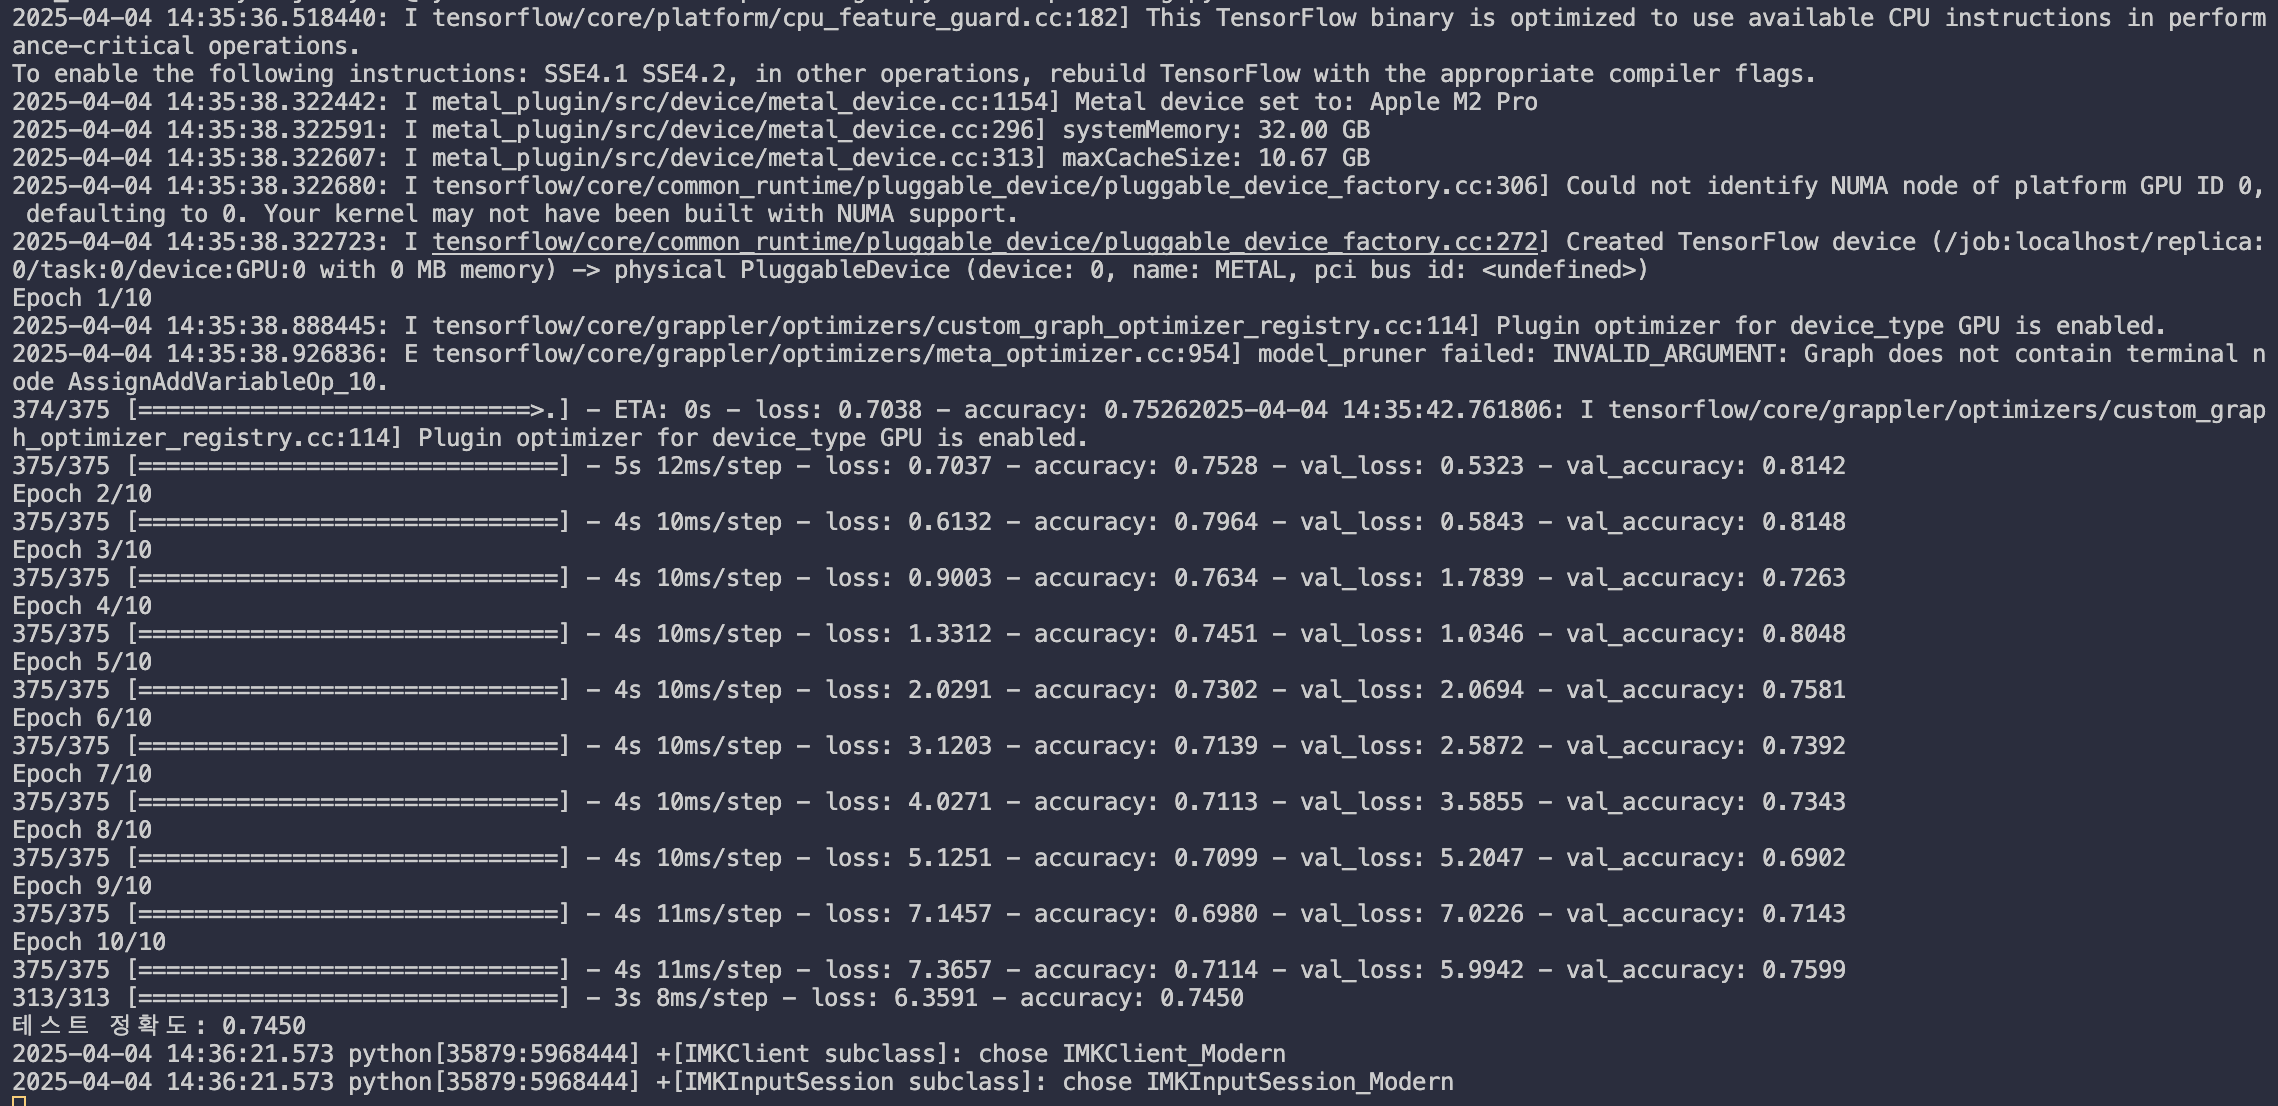 2025-04-04 14:35:36.518440: I tensorflow/core/platform/cpu_feature_guard.cc:182] This TensorFlow binary is optimized to use available CPU instructions in perform
ance-critical operations.
To enable the following instructions: SSE4.1 SSE4.2, in other operations, rebuild TensorFlow with the appropriate compiler flags.
2025-04-04 14:35:38.322442: I metal_plugin/src/device/metal_device.cc:1154] Metal device set to: Apple M2 Pro
2025-04-04 14:35:38.322591: I metal_plugin/src/device/metal_device.cc:296] systemMemory: 32.00 GB
2025-04-04 14:35:38.322607: I metal_plugin/src/device/metal_device.cc:313] maxCacheSize: 10.67 GB
2025-04-04 14:35:38.322680: I tensorflow/core/common_runtime/pluggable_device/pluggable_device_factory.cc:306] Could not identify NUMA node of platform GPU ID 0,
 defaulting to 0. Your kernel may not have been built with NUMA support.
2025-04-04 14:35:38.322723: I tensorflow/core/common_runtime/pluggable_device/pluggable_device_factory.cc:272] Created TensorFlow device (/job:localhost/replica:
0/task:0/device:GPU:0 with 0 MB memory) -> physical PluggableDevice (device: 0, name: METAL, pci bus id: <undefined>)
Epoch 1/10
2025-04-04 14:35:38.888445: I tensorflow/core/grappler/optimizers/custom_graph_optimizer_registry.cc:114] Plugin optimizer for device_type GPU is enabled.
2025-04-04 14:35:38.926836: E tensorflow/core/grappler/optimizers/meta_optimizer.cc:954] model_pruner failed: INVALID_ARGUMENT: Graph does not contain terminal n
ode AssignAddVariableOp_10.
374/375 [============================>.] - ETA: 0s - loss: 0.7038 - accuracy: 0.75262025-04-04 14:35:42.761806: I tensorflow/core/grappler/optimizers/custom_grap
h_optimizer_registry.cc:114] Plugin optimizer for device_type GPU is enabled.
375/375 [==============================] - 5s 12ms/step - loss: 0.7037 - accuracy: 0.7528 - val_loss: 0.5323 - val_accuracy: 0.8142
Epoch 2/10
375/375 [==============================] - 4s 10ms/step - loss: 0.6132 - accuracy: 0.7964 - val_loss: 0.5843 - val_accuracy: 0.8148
Epoch 3/10
375/375 [==============================] - 4s 10ms/step - loss: 0.9003 - accuracy: 0.7634 - val_loss: 1.7839 - val_accuracy: 0.7263
Epoch 4/10
375/375 [==============================] - 4s 10ms/step - loss: 1.3312 - accuracy: 0.7451 - val_loss: 1.0346 - val_accuracy: 0.8048
Epoch 5/10
375/375 [==============================] - 4s 10ms/step - loss: 2.0291 - accuracy: 0.7302 - val_loss: 2.0694 - val_accuracy: 0.7581
Epoch 6/10
375/375 [==============================] - 4s 10ms/step - loss: 3.1203 - accuracy: 0.7139 - val_loss: 2.5872 - val_accuracy: 0.7392
Epoch 7/10
375/375 [==============================] - 4s 10ms/step - loss: 4.0271 - accuracy: 0.7113 - val_loss: 3.5855 - val_accuracy: 0.7343
Epoch 8/10
375/375 [==============================] - 4s 10ms/step - loss: 5.1251 - accuracy: 0.7099 - val_loss: 5.2047 - val_accuracy: 0.6902
Epoch 9/10
375/375 [==============================] - 4s 11ms/step - loss: 7.1457 - accuracy: 0.6980 - val_loss: 7.0226 - val_accuracy: 0.7143
Epoch 10/10
375/375 [==============================] - 4s 11ms/step - loss: 7.3657 - accuracy: 0.7114 - val_loss: 5.9942 - val_accuracy: 0.7599
313/313 [==============================] - 3s 8ms/step - loss: 6.3591 - accuracy: 0.7450
테스트 정확도: 0.7450
2025-04-04 14:36:21.573 python[35879:5968444] +[IMKClient subclass]: chose IMKClient_Modern
2025-04-04 14:36:21.573 python[35879:5968444] +[IMKInputSession subclass]: chose IMKInputSession_Modern